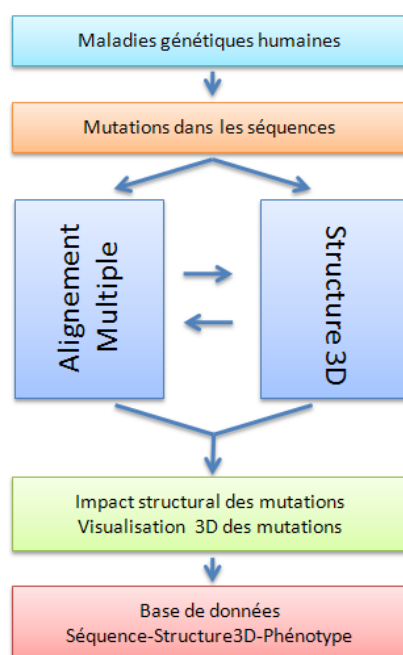 Maladies génétiques humaines
Mutations dans les séquences
Alignement
Multiple
Structure 3D
Impact structural des mutations
Visualisation 3D des mutations
Base de données
Séquence-Structure3D-Phénotype